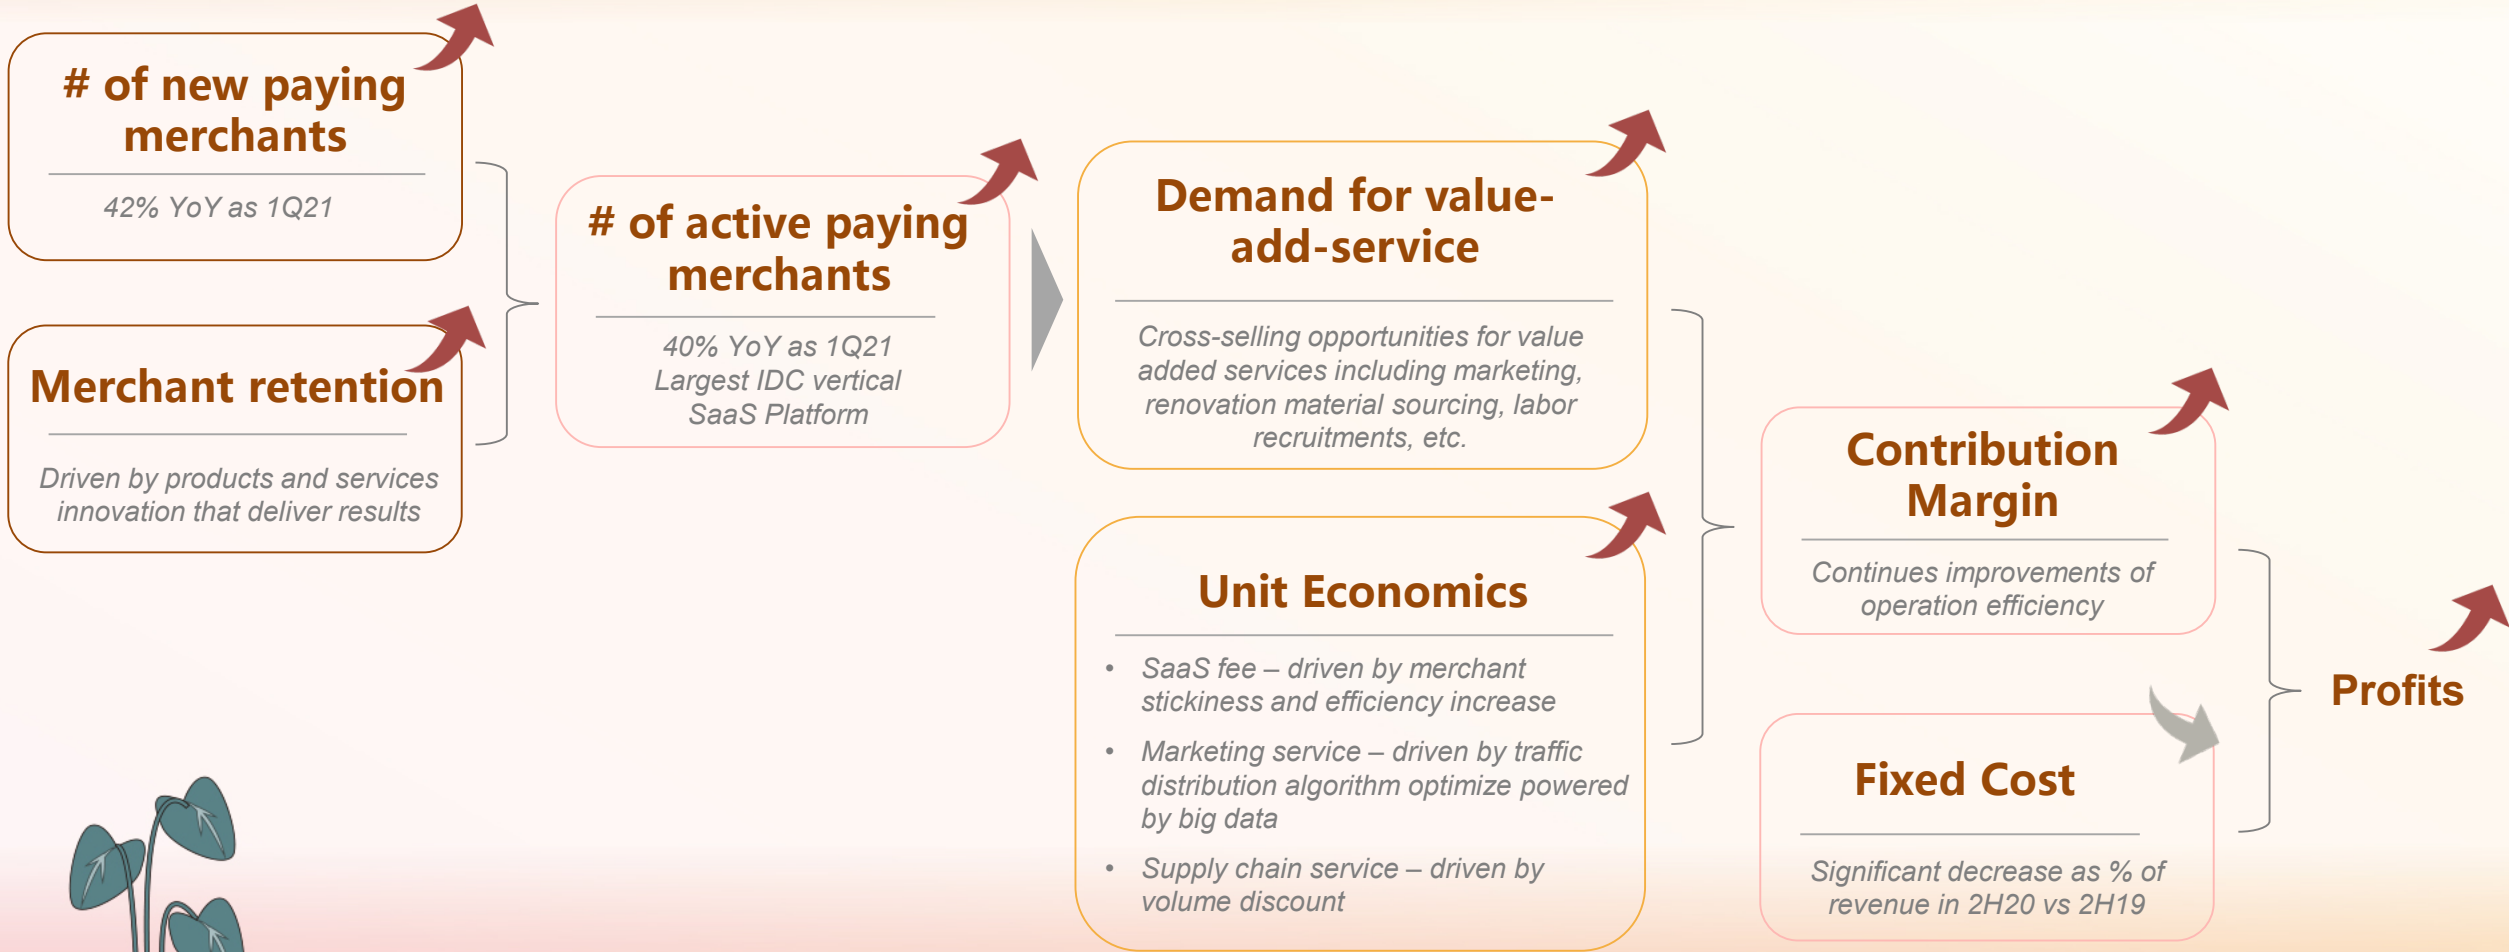 # of new paying
merchants
42% YoY as 1Q21
Merchant retention
Driven by products and services
innovation that deliver results
# of active paying
merchants
40% YoY as 1Q21
Largest IDC vertical
SaaS Platform
Demand for value-
add-service
Cross-selling opportunities for value
added services including marketing,
renovation material sourcing, labor
recruitments, etc.
Unit Economics
• SaaS fee – driven by merchant
stickiness and efficiency increase
• Marketing service – driven by traffic
distribution algorithm optimize powered
by big data
• Supply chain service – driven by
volume discount
Contribution
Margin
Continues improvements of
operation efficiency
Fixed Cost
Significant decrease as % of
revenue in 2H20 vs 2H19
Profits